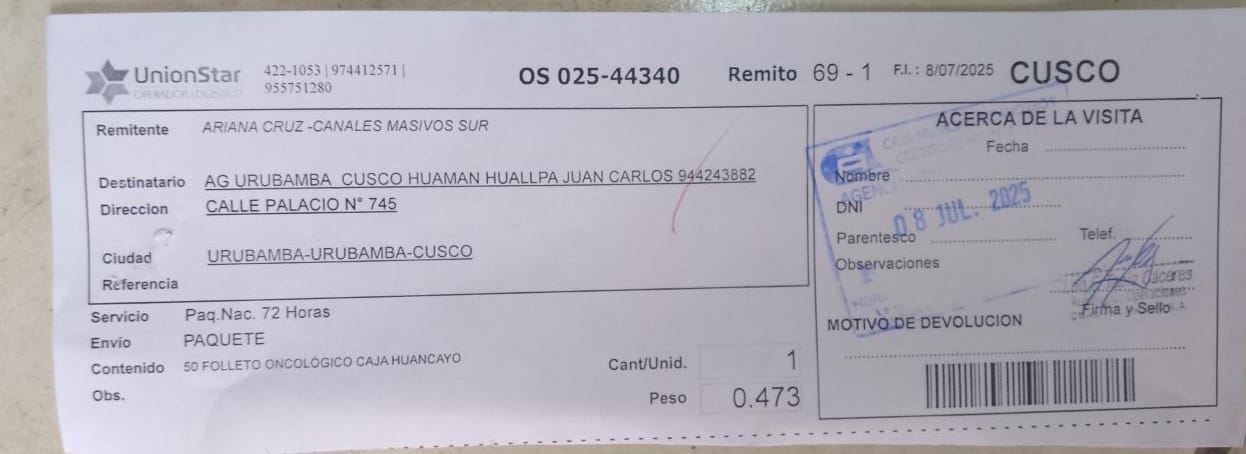 UnionStar
OPERADOR LOGISTICO
422-1053 | 974412571 |
955751280
OS 025-44340
Remito 69 - 1
F.I. : 8/07/2025
CUSCO
Remitente ARIANA CRUZ -CANALES MASIVOS SUR
Destinatario AG URUBAMBA CUSCO HUAMAN HUALLPA JUAN CARLOS 944243882
Direccion CALLE PALACIO N° 745
Ciudad URUBAMBA-URUBAMBA-CUSCO
Referencia
Servicio Paq.Nac. 72 Horas
Envío PAQUETE
Contenido 50 FOLLETO ONCOLÓGICO CAJA HUANCAYO
Obs.
Cant/Unid. 1
Peso 0.473
ACERCA DE LA VISITA
Fecha
Nombre
AGENCI
DNI
08 JUL. 2025
Parentesco
Telef.
Observaciones
Cáceres
Firma y Sello
HORA
MOTIVO DE DEVOLUCION